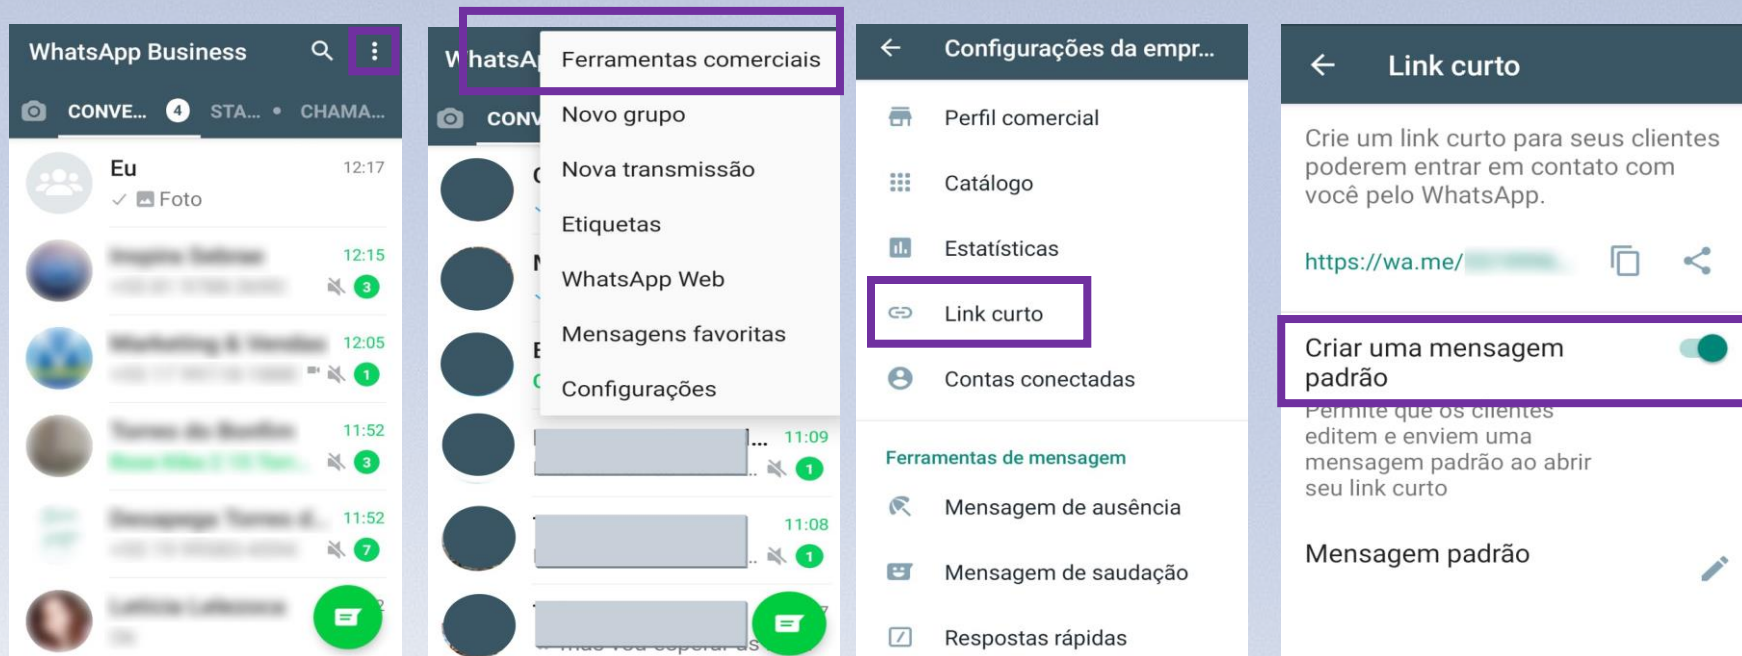 WhatsApp Business
CONVE... 4 STA... • CHAMA...
Eu 12:17
Foto
12:15
3
12:05
1
11:52
3
11:52
7
WhatsA
CONV
Ferramentas comerciais
Novo grupo
Nova transmissão
Etiquetas
WhatsApp Web
Mensagens favoritas
Configurações
... 11:09
1
11:08
1
Configurações da empr...
Perfil comercial
Catálogo
Estatísticas
Link curto
Contas conectadas
Ferramentas de mensagem
Mensagem de ausência
Mensagem de saudação
Respostas rápidas
Link curto
Crie um link curto para seus clientes
poderem entrar em contato com
você pelo WhatsApp.
https://wa.me/
Criar uma mensagem
padrão
Permite que os clientes
editem e enviem uma
mensagem padrão ao abrir
seu link curto
Mensagem padrão